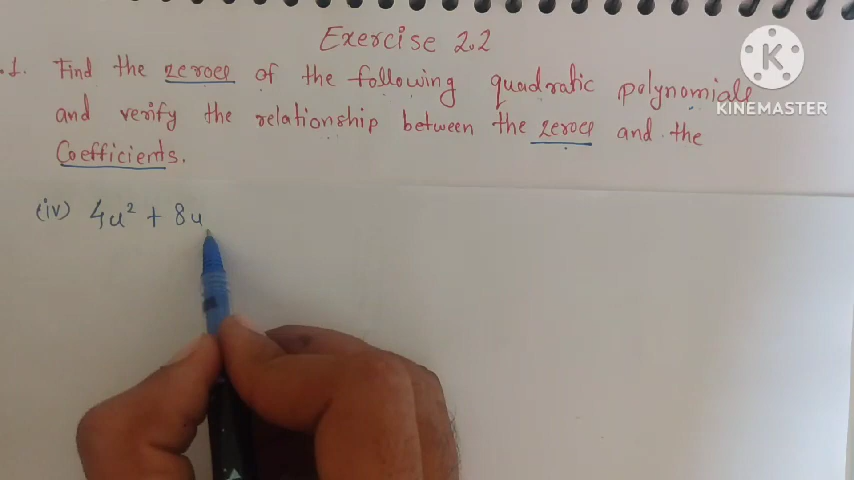 Exercise 2.2
.1. Find the zeroes of the following quadratic polynomials
KINEMASTER
and verify the relationship between the zeroes and the
Coefficients.
(iv) 4u² + 8u